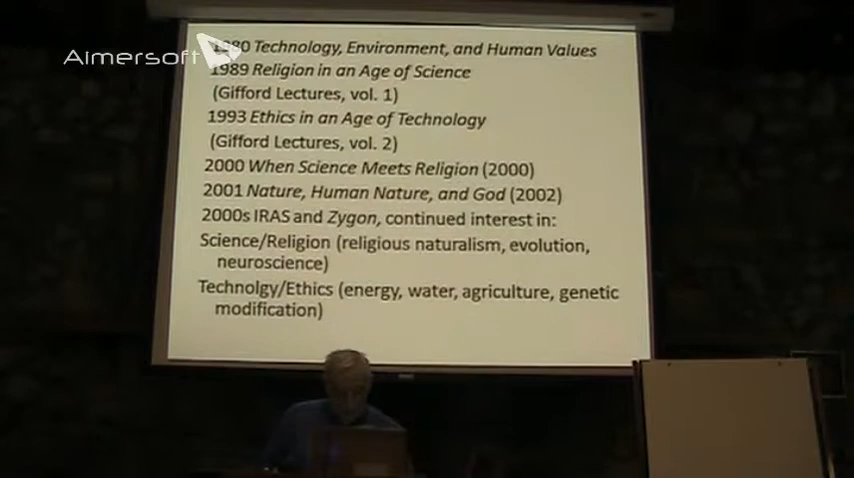 Aimersoft
1980 Technology, Environment, and Human Values
1989 Religion in an Age of Science
(Gifford Lectures, vol. 1)
1993 Ethics in an Age of Technology
(Gifford Lectures, vol. 2)
2000 When Science Meets Religion (2000)
2001 Nature, Human Nature, and God (2002)
2000s IRAS and Zygon, continued interest in:
Science/Religion (religious naturalism, evolution,
neuroscience)
Technolgy/Ethics (energy, water, agriculture, genetic
modification)